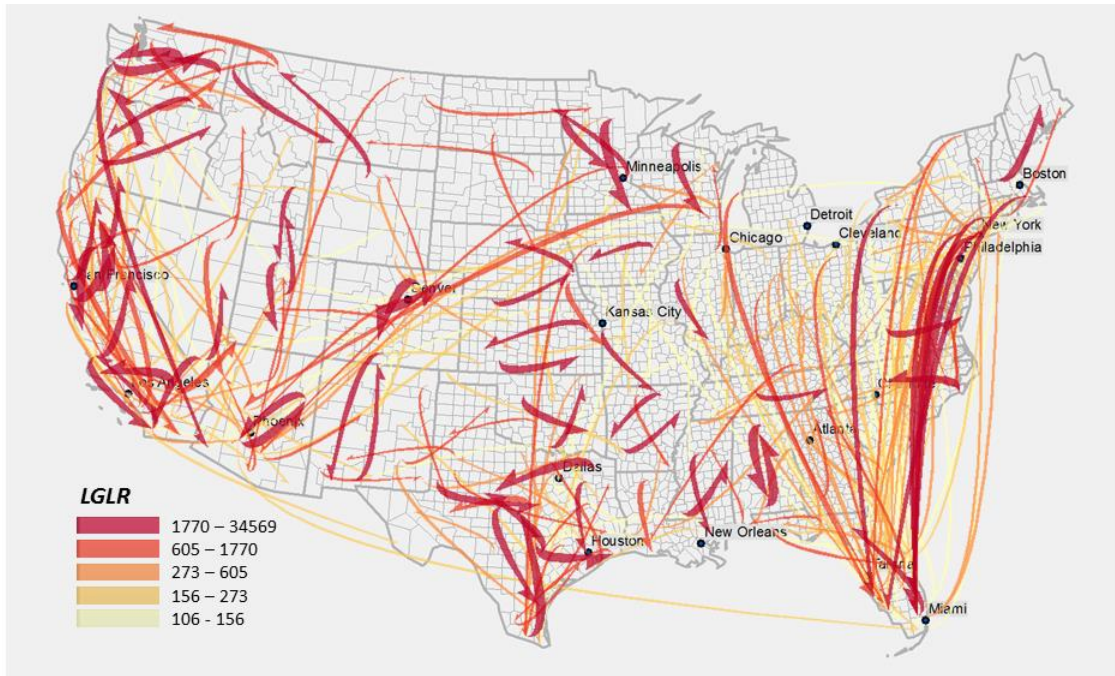 Minneapolis
Boston
Detroit
New York
Cleveland
Chicago
Philadelphia
San Francisco
Denver
Kansas City
Los Angeles
Phoenix
Atlanta
Dallas
LGLR
1770 – 34569
605 – 1770
273 – 605
156 – 273
106 - 156
New Orleans
Houston
Miami